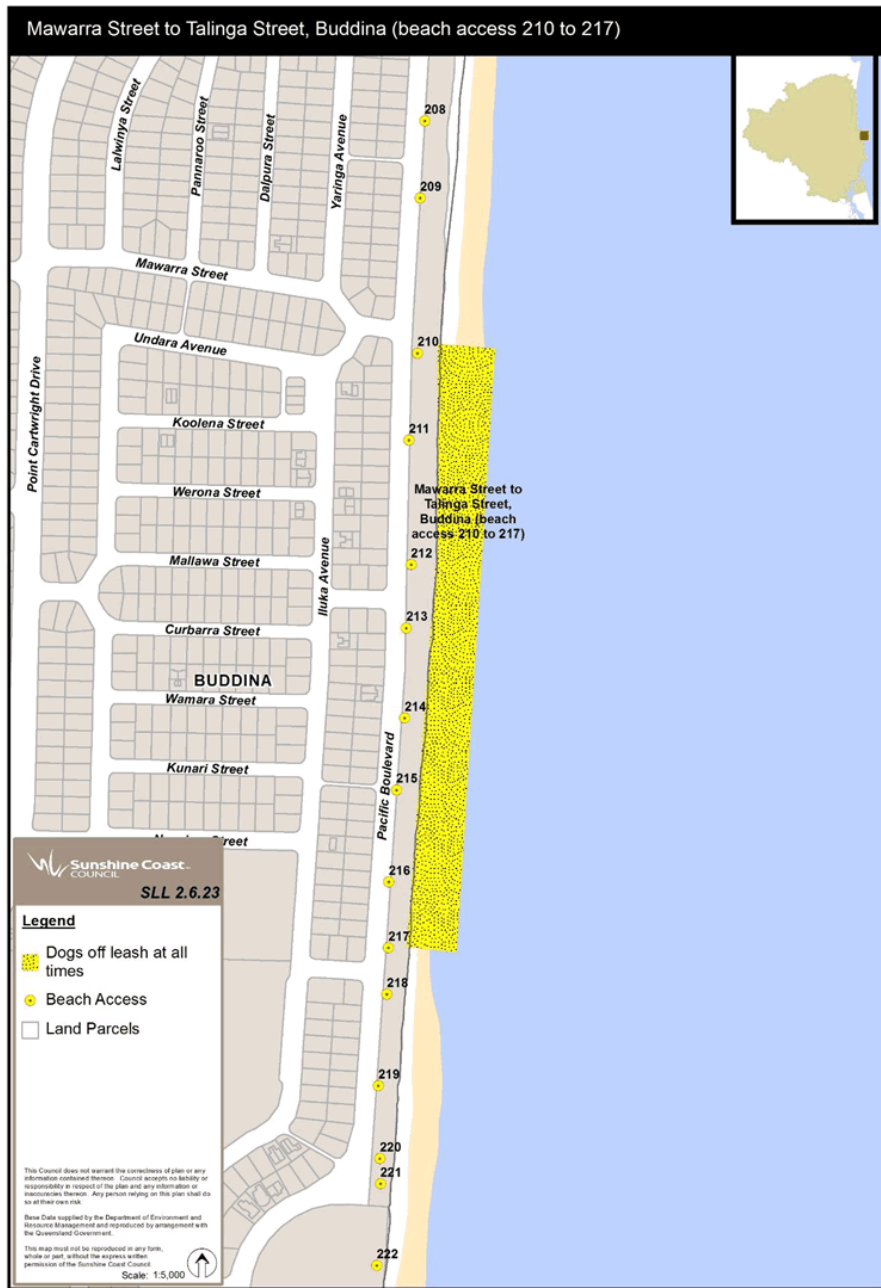 Mawarra Street to Talinga Street, Buddina (beach access 210 to 217)
208
Lalwinya Street
Pannaroo Street
Dalpura Street
Yaringa Avenue
209
Mawarra Street
210
Undara Avenue
Point Cartwright Drive
Koolena Street
211
Werona Street
Mawarra Street to
Talinga Street,
Buddina (beach
access 210 to 217)
Mallawa Street
212
Iluka Avenue
Curbarra Street
213
BUDDINA
Wamara Street
214
Pacific Boulevard
Kunari Street
215
Street
216
217
218
219
220
221
222
Sunshine Coast
COUNCIL
SLL 2.6.23
Legend
Dogs off leash at all
times
Beach Access
Land Parcels
This Council does not warrant the correctness of plan or any
information contained thereon. Council accepts no liability or
responsibility in respect of the plan and any information or
inaccuracies thereon. Any person relying on this plan shall do
so at their own risk
Base Data supplied by the Department of Environment and
Resource Management and reproduced by arrangement with
the Queensland Government.
This map must not be reproduced in any form,
whole or part, without the express written
permission of the Sunshine Coast Council.
Scale: 1:5,000